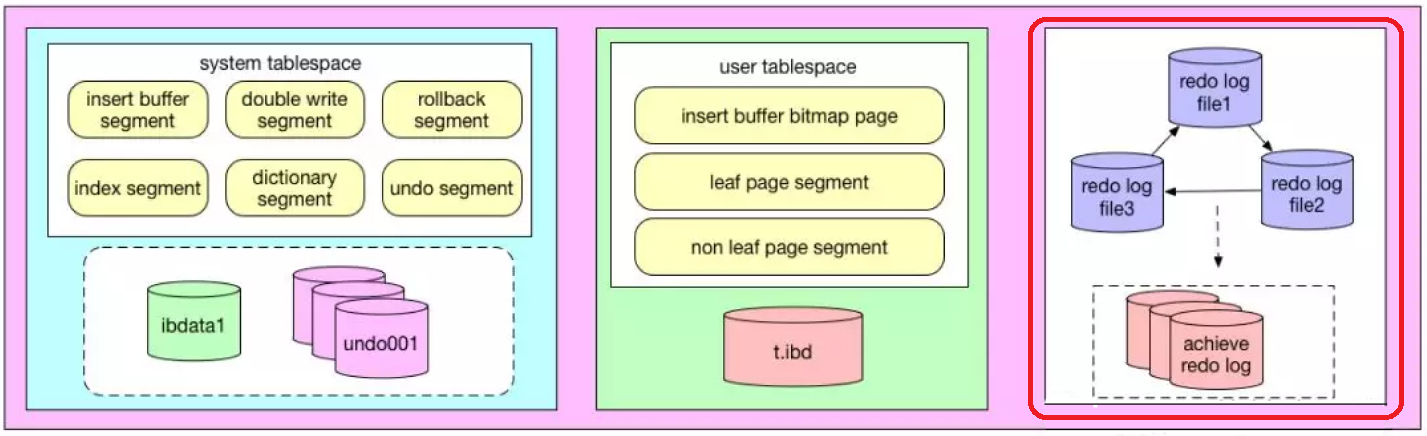 system tablespace
insert buffer
segment
double write
segment
rollback
segment
index segment
dictionary
segment
undo segment
ibdata1
undo001
user tablespace
insert buffer bitmap page
leaf page segment
non leaf page segment
t.ibd
redo log
file1
redo log
file3
redo log
file2
achieve
redo log